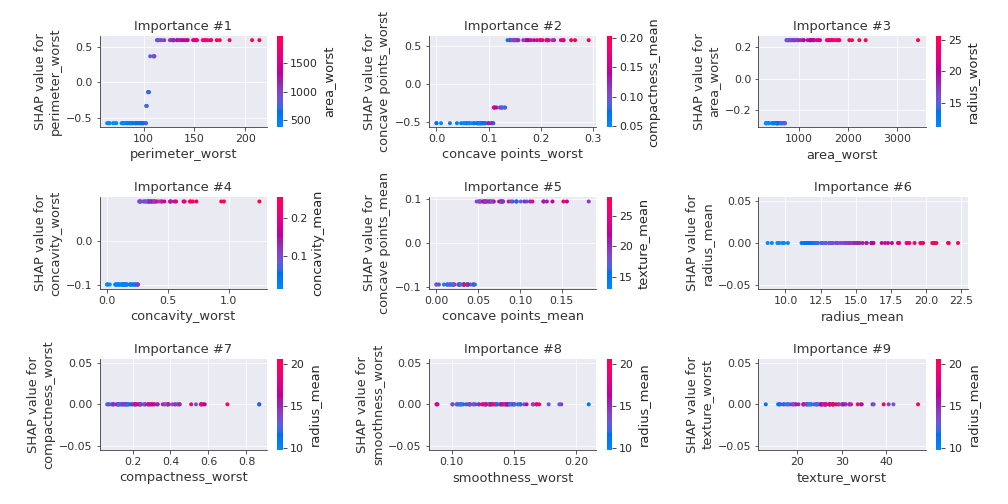 Importance #1
SHAP value for
perimeter_worst
0.5
0.0
−0.5
100
150
200
perimeter_worst
1500
1000
500
area_worst
Importance #2
SHAP value for
concave points_worst
0.5
0.0
−0.5
0.0
0.1
0.2
0.3
concave points_worst
0.20
0.15
0.10
0.05
compactness_mean
Importance #3
SHAP value for
area_worst
0.2
0.0
−0.2
1000
2000
3000
area_worst
25
20
15
radius_worst
Importance #4
SHAP value for
concavity_worst
0.0
−0.1
0.0
0.5
1.0
concavity_worst
0.2
0.1
concavity_mean
Importance #5
SHAP value for
concave points_mean
0.1
0.0
−0.1
0.00
0.05
0.10
0.15
concave points_mean
25
20
15
texture_mean
Importance #6
SHAP value for
radius_mean
0.05
0.00
−0.05
10.0
12.5
15.0
17.5
20.0
22.5
radius_mean
Importance #7
SHAP value for
compactness_worst
0.05
0.00
−0.05
0.2
0.4
0.6
0.8
compactness_worst
20
15
10
radius_mean
Importance #8
SHAP value for
smoothness_worst
0.05
0.00
−0.05
0.10
0.15
0.20
smoothness_worst
20
15
10
radius_mean
Importance #9
SHAP value for
texture_worst
0.05
0.00
−0.05
20
30
40
texture_worst
20
15
10
radius_mean